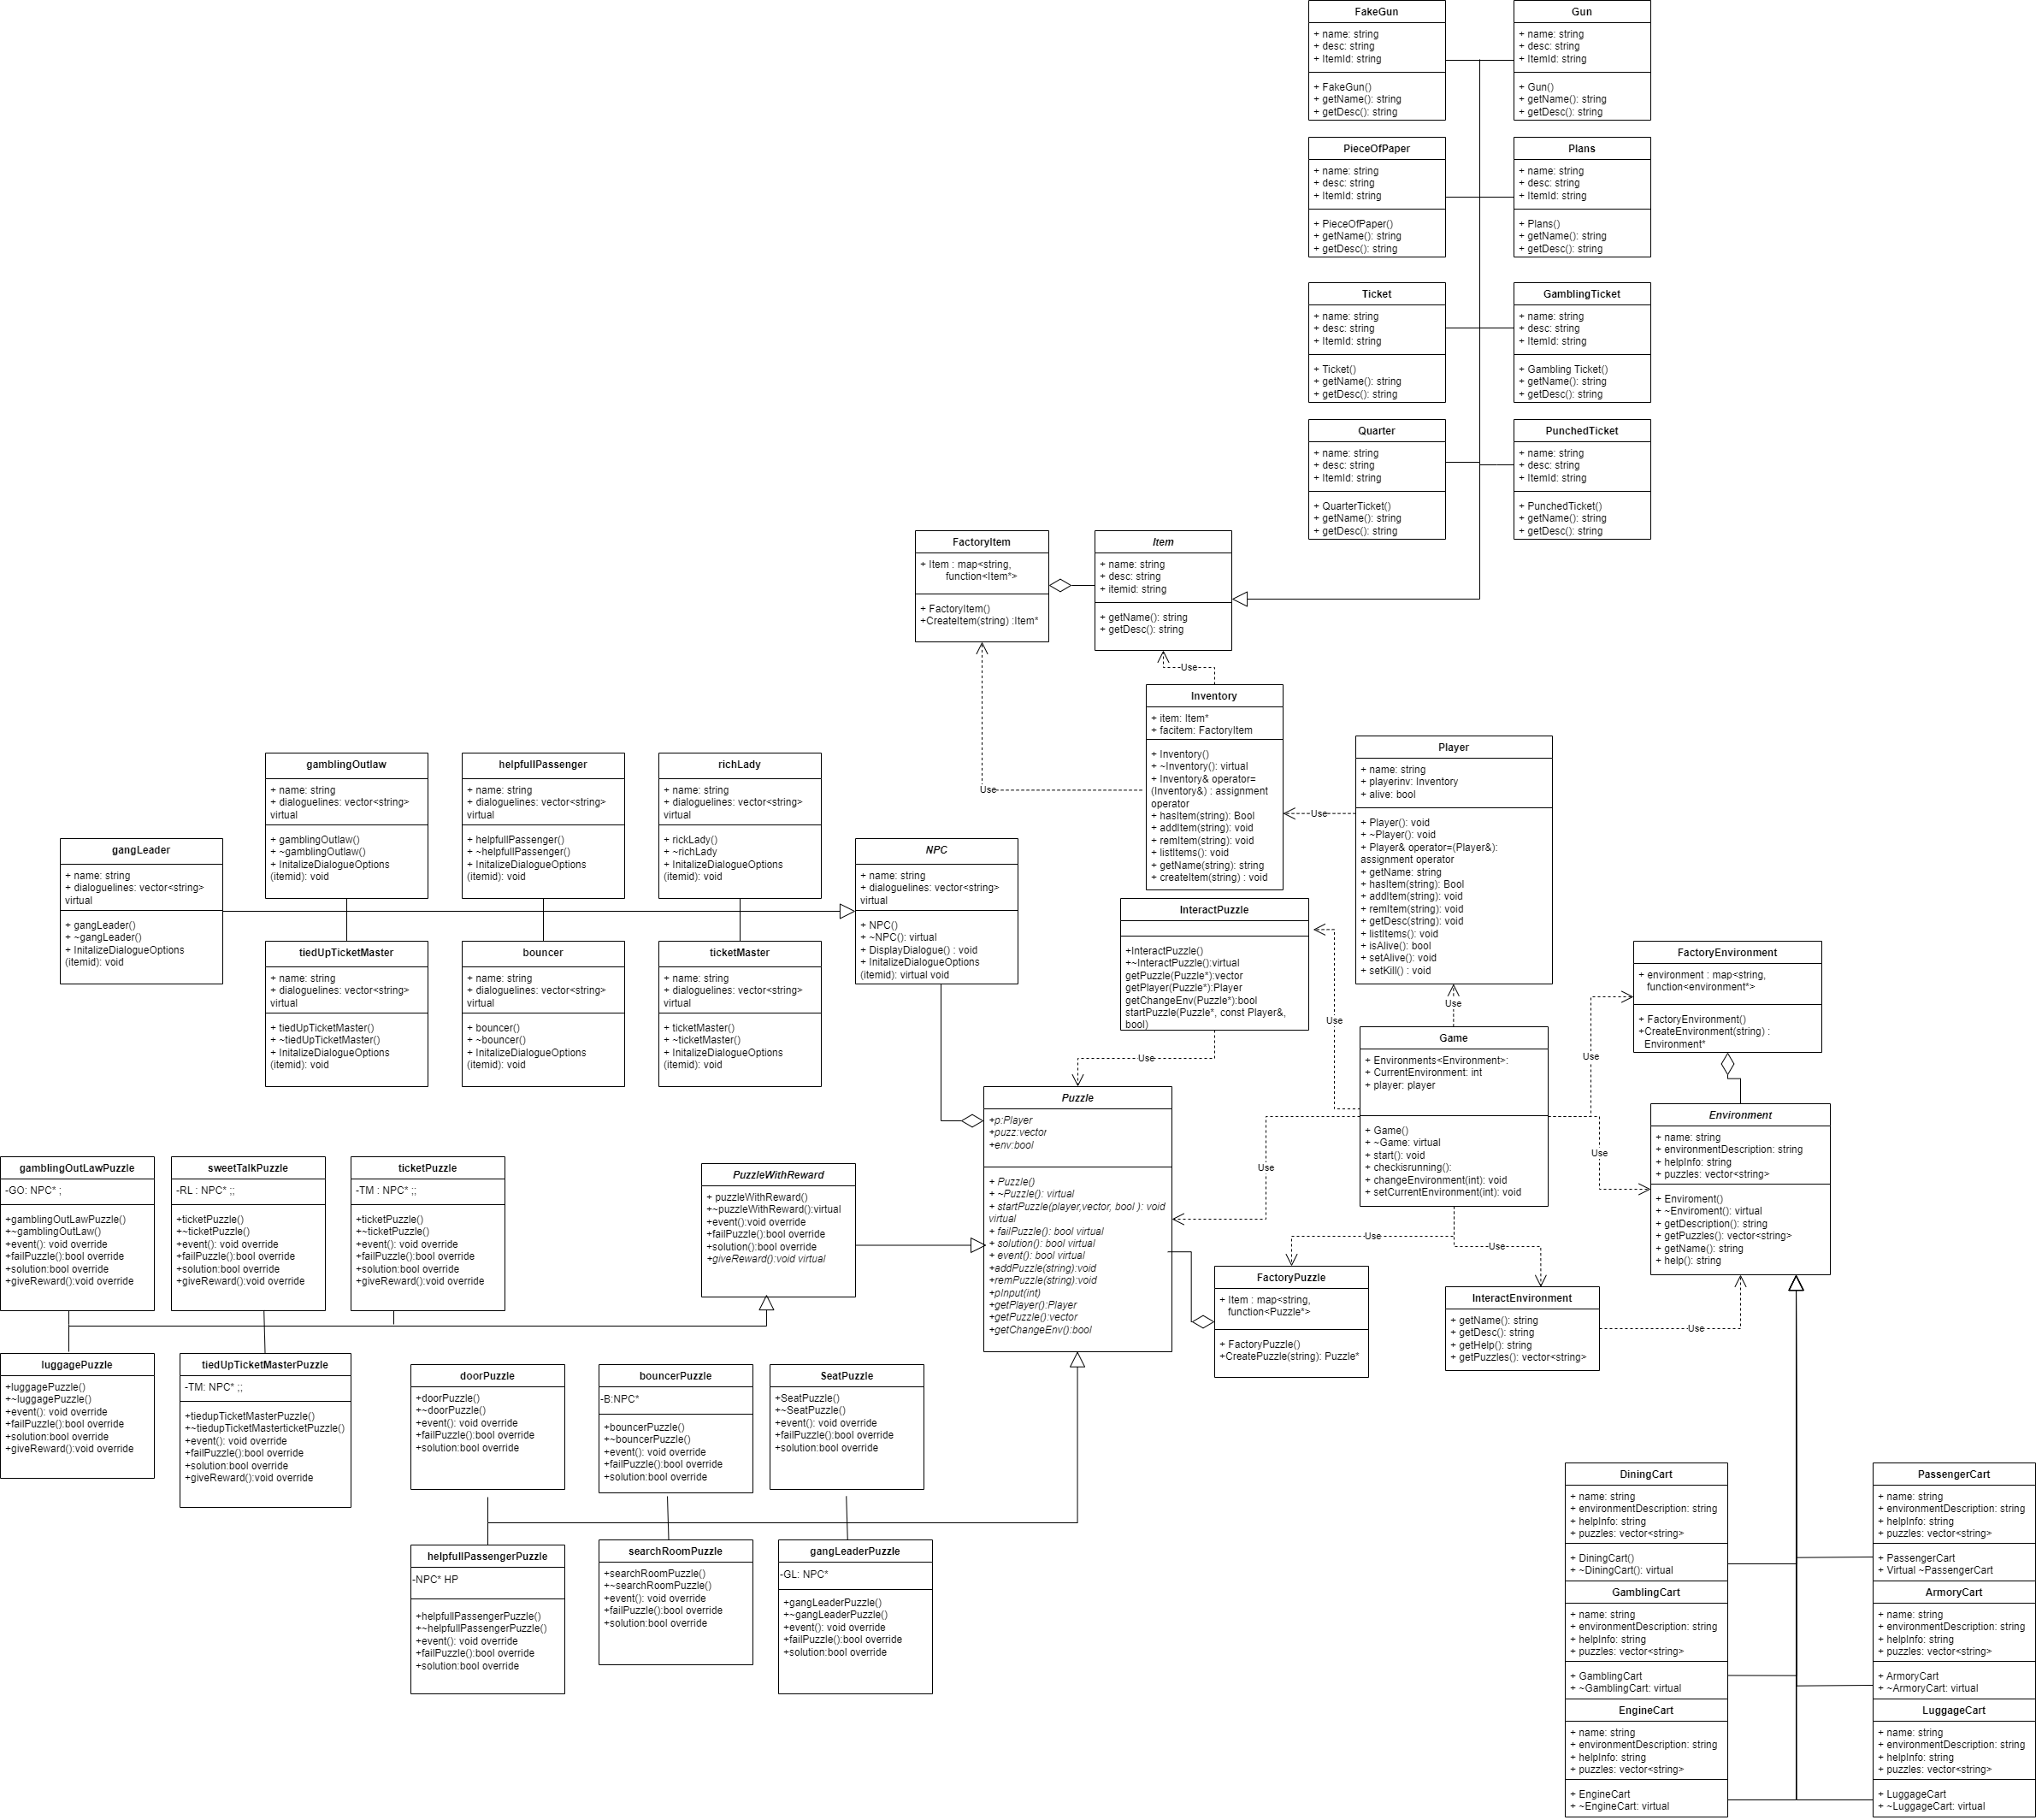 FakeGun
+ name: string
+ desc: string
+ ItemId: string
+ FakeGun()
+ getName(): string
+ getDesc(): string
Gun
+ name: string
+ desc: string
+ ItemId: string
+ Gun()
+ getName(): string
+ getDesc(): string
PieceOfPaper
+ name: string
+ desc: string
+ ItemId: string
+ PieceOfPaper()
+ getName(): string
+ getDesc(): string
Plans
+ name: string
+ desc: string
+ ItemId: string
+ Plans()
+ getName(): string
+ getDesc(): string
Ticket
+ name: string
+ desc: string
+ ItemId: string
+ Ticket()
+ getName(): string
+ getDesc(): string
GamblingTicket
+ name: string
+ desc: string
+ ItemId: string
+ Gambling Ticket()
+ getName(): string
+ getDesc(): string
Quarter
+ name: string
+ desc: string
+ ItemId: string
+ QuarterTicket()
+ getName(): string
+ getDesc(): string
PunchedTicket
+ name: string
+ desc: string
+ ItemId: string
+ PunchedTicket()
+ getName(): string
+ getDesc(): string
FactoryItem
+ Item : map<string,
function<Item*>
+ FactoryItem()
+CreateItem(string) :Item*
Item
+ name: string
+ desc: string
+ itemid: string
+ getName(): string
+ getDesc(): string
Use
Inventory
+ item: Item*
+ facitem: FactoryItem
+ Inventory()
+ ~Inventory(): virtual
+ Inventory& operator=
(Inventory&) : assignment
operator
+ hasItem(string): Bool
+ addItem(string): void
+ remItem(string): void
+ listItems(): void
+ getName(string): string
+ createItem(string) : void
Use
Use
Player
+ name: string
+ playerinv: Inventory
+ alive: bool
+ Player(): void
+ ~Player(): void
+ Player& operator=(Player&):
assignment operator
+ getName: string
+ hasItem(string): Bool
+ addItem(string): void
+ remItem(string): void
+ getDesc(string): void
+ listItems(): void
+ isAlive(): bool
+ setAlive(): void
+ setKill() : void
gamblingOutlaw
+ name: string
+ dialoguelines: vector<string>
virtual
+ gamblingOutlaw()
+ ~gamblingOutlaw()
+ InitalizeDialogueOptions
(itemid): void
helpfullPassenger
+ name: string
+ dialoguelines: vector<string>
virtual
+ helpfullPassenger()
+ ~helpfullPassenger()
+ InitalizeDialogueOptions
(itemid): void
richLady
+ name: string
+ dialoguelines: vector<string>
virtual
+ rickLady()
+ ~richLady
+ InitalizeDialogueOptions
(itemid): void
gangLeader
+ name: string
+ dialoguelines: vector<string>
virtual
+ gangLeader()
+ ~gangLeader()
+ InitalizeDialogueOptions
(itemid): void
NPC
+ name: string
+ dialoguelines: vector<string>
virtual
+ NPC()
+ ~NPC(): virtual
+ DisplayDialogue() : void
+ InitalizeDialogueOptions
(itemid): virtual void
tiedUpTicketMaster
+ name: string
+ dialoguelines: vector<string>
virtual
+ tiedUpTicketMaster()
+ ~tiedUpTicketMaster()
+ InitalizeDialogueOptions
(itemid): void
bouncer
+ name: string
+ dialoguelines: vector<string>
virtual
+ bouncer()
+ ~bouncer()
+ InitalizeDialogueOptions
(itemid): void
ticketMaster
+ name: string
+ dialoguelines: vector<string>
virtual
+ ticketMaster()
+ ~ticketMaster()
+ InitalizeDialogueOptions
(itemid): void
InteractPuzzle
+InteractPuzzle()
+~InteractPuzzle():virtual
getPuzzle(Puzzle*):vector
getPlayer(Puzzle*):Player
getChangeEnv(Puzzle*):bool
startPuzzle(Puzzle*, const Player&,
bool)
Use
Use
Use
Game
+ Environments<Environment>:
+ CurrentEnvironment: int
+ player: player
+ Game()
+ ~Game: virtual
+ start(): void
+ checkisrunning():
+ changeEnvironment(int): void
+ setCurrentEnvironment(int): void
FactoryEnvironment
+ environment : map<string,
function<environment*>
+ FactoryEnvironment()
+CreateEnvironment(string) :
Environment*
Use
Use
Use
Use
Use
Use
Environment
+ name: string
+ environmentDescription: string
+ helpInfo: string
+ puzzles: vector<string>
+ Enviroment()
+ ~Enviroment(): virtual
+ getDescription(): string
+ getPuzzles(): vector<string>
+ getName(): string
+ help(): string
Puzzle
+p:Player
+puzz:vector
+env:bool
+ Puzzle()
+ ~Puzzle(): virtual
+ startPuzzle(player,vector, bool ): void
virtual
+ failPuzzle(): bool virtual
+ solution(): bool virtual
+ event(): bool virtual
+addPuzzle(string):void
+remPuzzle(string):void
+pInput(int)
+getPlayer():Player
+getPuzzle():vector
+getChangeEnv():bool
PuzzleWithReward
+ puzzleWithReward()
+~puzzleWithReward():virtual
+event():void override
+failPuzzle():bool override
+solution():bool override
+giveReward():void virtual
gamblingOutLawPuzzle
-GO: NPC* ;
+gamblingOutLawPuzzle()
+~gamblingOutLaw()
+event(): void override
+failPuzzle():bool override
+solution:bool override
+giveReward():void override
sweetTalkPuzzle
-RL : NPC* ;;
+ticketPuzzle()
+~ticketPuzzle()
+event(): void override
+failPuzzle():bool override
+solution:bool override
+giveReward():void override
ticketPuzzle
-TM : NPC* ;;
+ticketPuzzle()
+~ticketPuzzle()
+event(): void override
+failPuzzle():bool override
+solution:bool override
+giveReward():void override
FactoryPuzzle
+ Item : map<string,
function<Puzzle*>
+ FactoryPuzzle()
+CreatePuzzle(string): Puzzle*
InteractEnvironment
+ getName(): string
+ getDesc(): string
+ getHelp(): string
+ getPuzzles(): vector<string>
Use
luggagePuzzle
+luggagePuzzle()
+~luggagePuzzle()
+event(): void override
+failPuzzle():bool override
+solution:bool override
+giveReward():void override
tiedUpTicketMasterPuzzle
-TM: NPC* ;;
+tiedupTicketMasterPuzzle()
+~tiedupTicketMasterticketPuzzle()
+event(): void override
+failPuzzle():bool override
+solution:bool override
+giveReward():void override
doorPuzzle
+doorPuzzle()
+~doorPuzzle()
+event(): void override
+failPuzzle():bool override
+solution:bool override
bouncerPuzzle
-B:NPC*
+bouncerPuzzle()
+~bouncerPuzzle()
+event(): void override
+failPuzzle():bool override
+solution:bool override
SeatPuzzle
+SeatPuzzle()
+~SeatPuzzle()
+event(): void override
+failPuzzle():bool override
+solution:bool override
helpfullPassengerPuzzle
-NPC* HP
+helpfullPassengerPuzzle()
+~helpfullPassengerPuzzle()
+event(): void override
+failPuzzle():bool override
+solution:bool override
searchRoomPuzzle
+searchRoomPuzzle()
+~searchRoomPuzzle()
+event(): void override
+failPuzzle():bool override
+solution:bool override
gangLeaderPuzzle
-GL: NPC*
+gangLeaderPuzzle()
+~gangLeaderPuzzle()
+event(): void override
+failPuzzle():bool override
+solution:bool override
DiningCart
+ name: string
+ environmentDescription: string
+ helpInfo: string
+ puzzles: vector<string>
+ DiningCart()
+ ~DiningCart(): virtual
PassengerCart
+ name: string
+ environmentDescription: string
+ helpInfo: string
+ puzzles: vector<string>
+ PassengerCart
+ Virtual ~PassengerCart
GamblingCart
+ name: string
+ environmentDescription: string
+ helpInfo: string
+ puzzles: vector<string>
+ GamblingCart
+ ~GamblingCart: virtual
ArmoryCart
+ name: string
+ environmentDescription: string
+ helpInfo: string
+ puzzles: vector<string>
+ ArmoryCart
+ ~ArmoryCart: virtual
EngineCart
+ name: string
+ environmentDescription: string
+ helpInfo: string
+ puzzles: vector<string>
+ EngineCart
+ ~EngineCart: virtual
LuggageCart
+ name: string
+ environmentDescription: string
+ helpInfo: string
+ puzzles: vector<string>
+ LuggageCart
+ ~LuggageCart: virtual